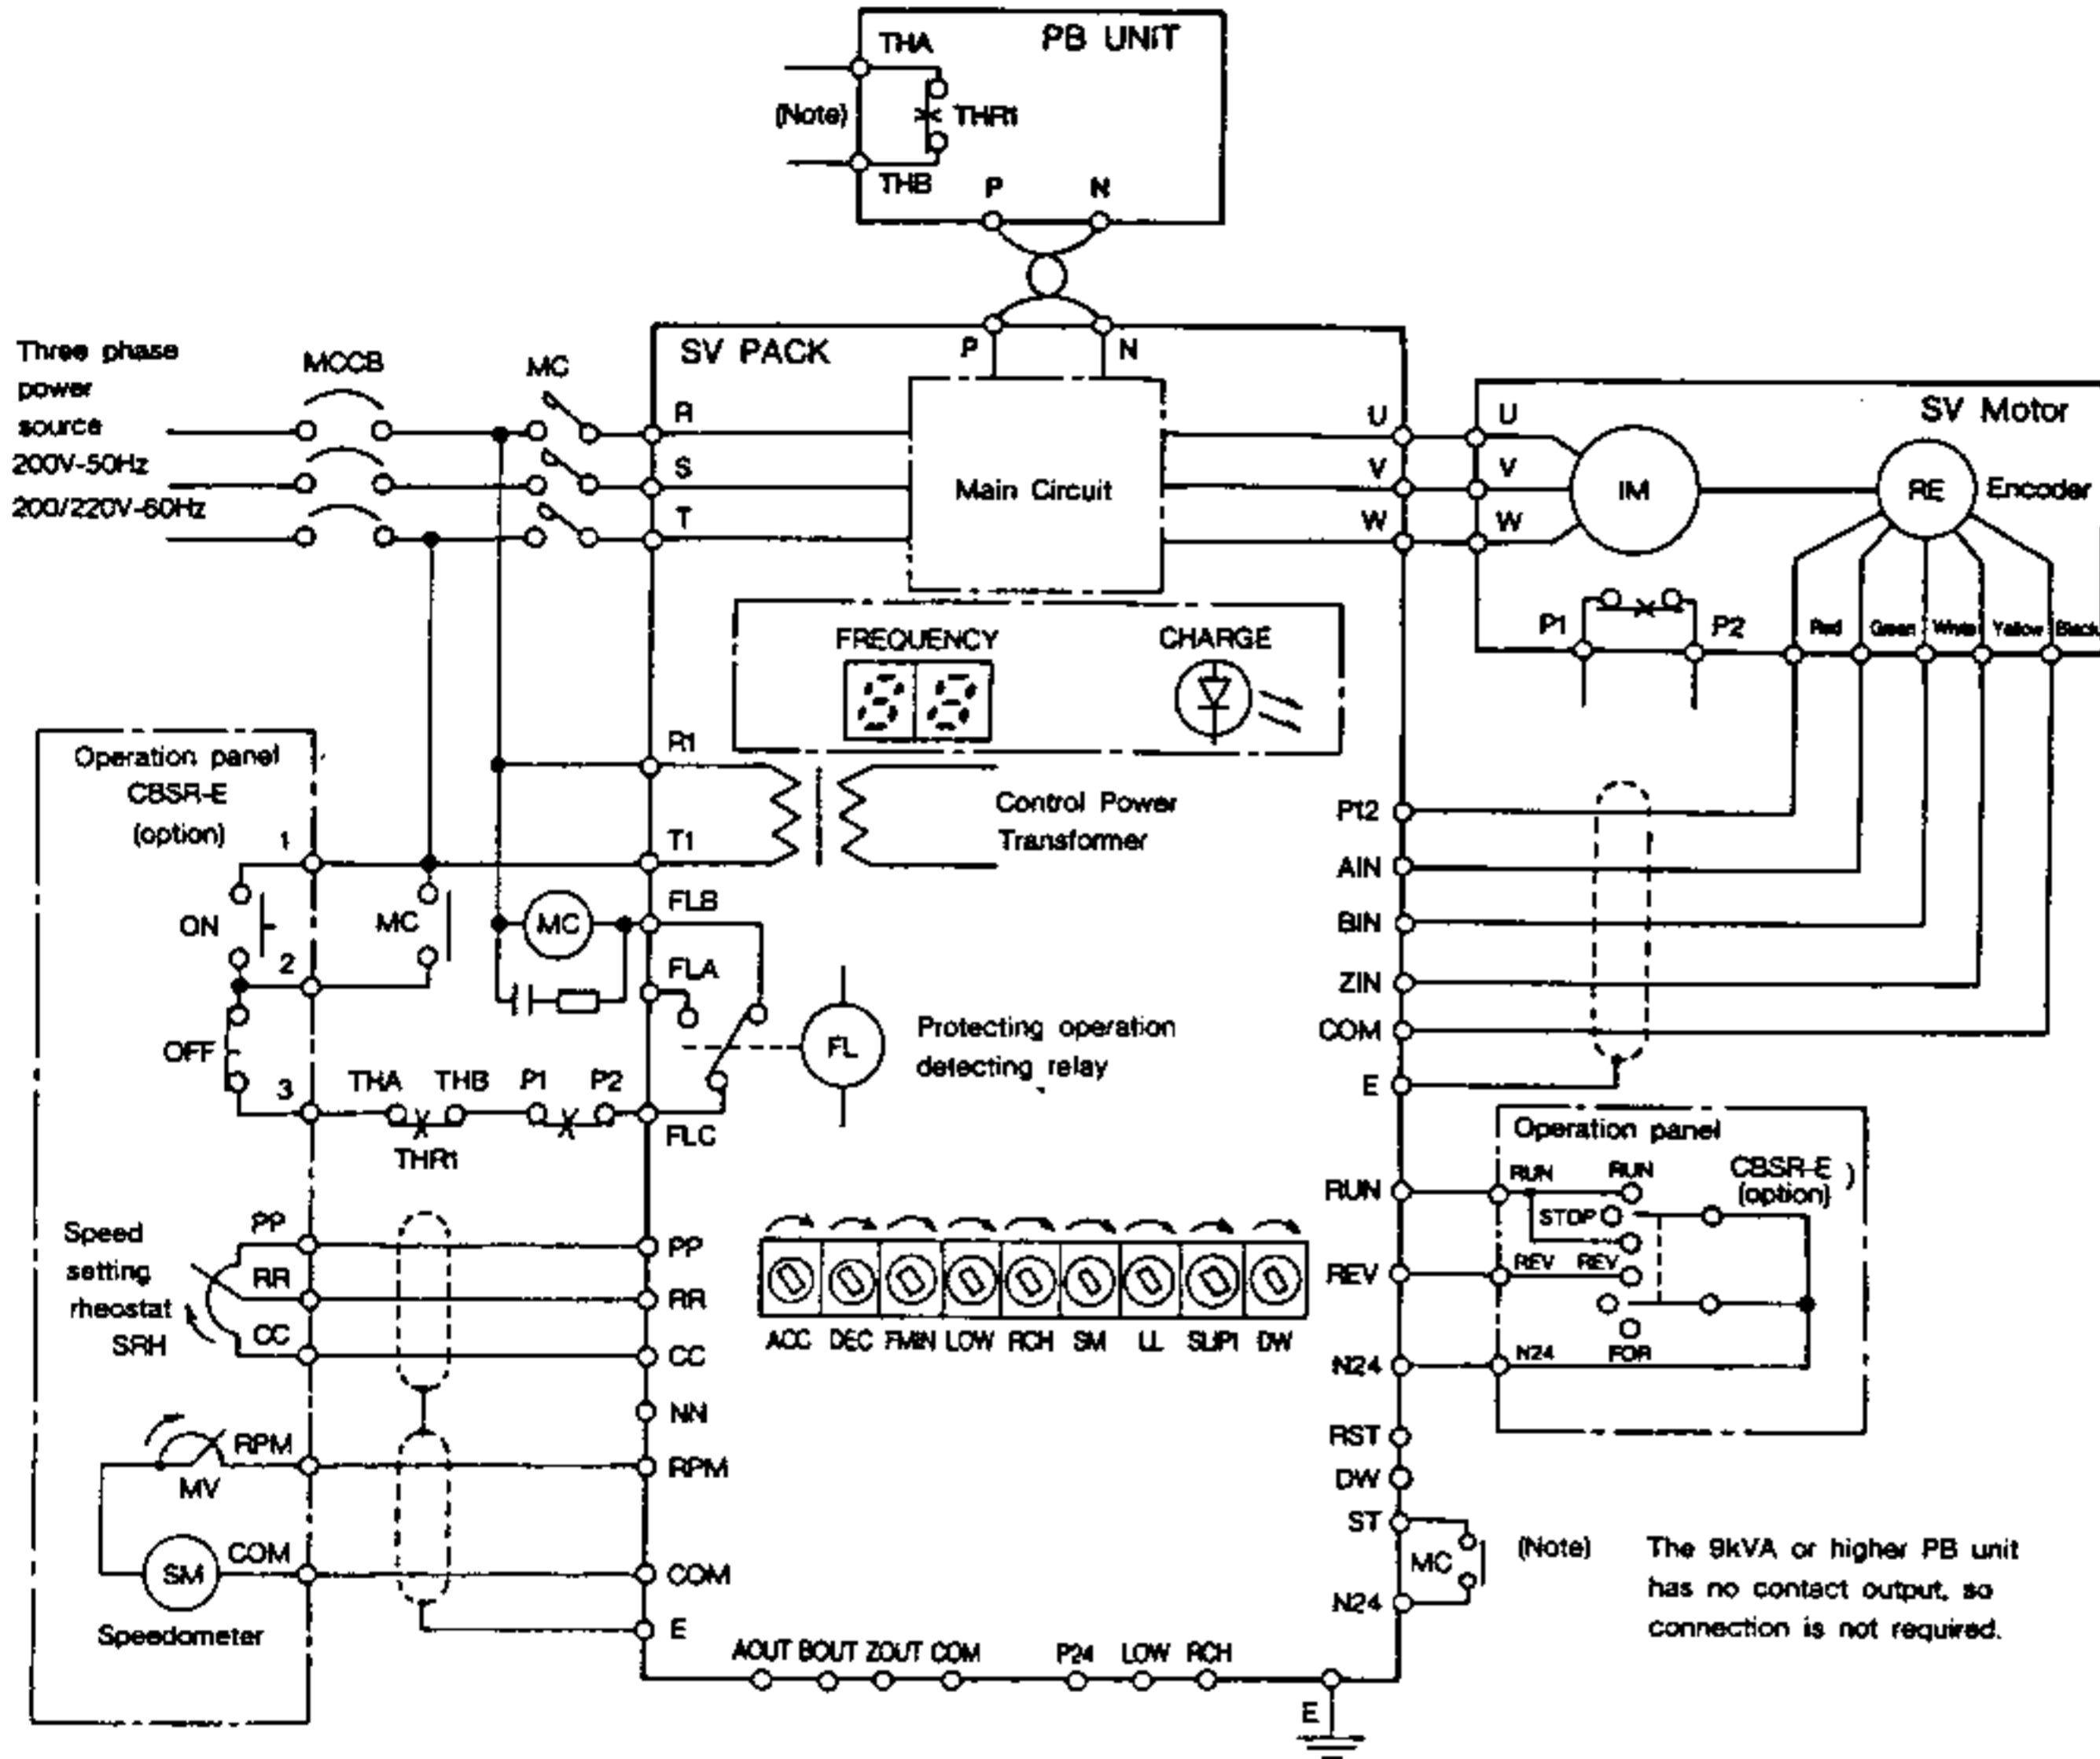 PB UNIT
THA
(Note)
THR1
THB
P
N
Three phase
power
source
200V-50Hz
200/220V-60Hz
MCCB
MC
SV PACK
P
N
R
S
T
Main Circuit
U
V
W
U
V
W
SV Motor
IM
RE
Encoder
P1
P2
Red
Green
White
Yellow
Black
FREQUENCY
CHARGE
R1
T1
Control Power
Transformer
Operation panel
CBSR-E
(option)
1
ON
MC
2
OFF
3
MC
FLB
FLA
FL
Protecting operation
detecting relay
THA
THB
P1
P2
THR1
FLC
P12
AIN
BIN
ZIN
COM
E
Speed
setting
rheostat
SRH
PP
RR
CC
PP
RR
CC
NN
RPM
MV
RPM
SM
COM
COM
Speedometer
E
ACC
DEC
FMIN
LOW
RCH
SM
LL
SLIP1
DW
RUN
REV
N24
Operation panel
CBSR-E )
(option)
RUN
RUN
STOP
REV
REV
N24
FOR
RST
DW
ST
MC
N24
(Note)
The 9kVA or higher PB unit
has no contact output, so
connection is not required.
AOUT
BOUT
ZOUT
COM
P24
LOW
RCH
E